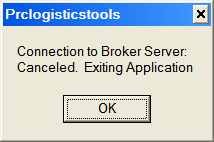 Prclogisticstools
Connection to Broker Server:
Canceled.  Exiting Application
OK